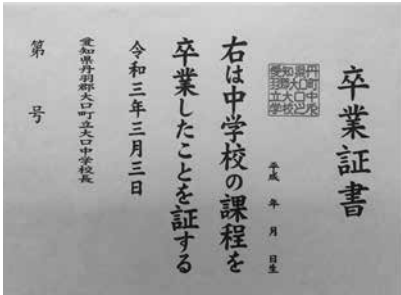 卒業証書
平成 年 月 日生
右は中学校の課程を
卒業したことを証する
令和三年三月三日
愛知県丹羽郡大口町立大口中学校長
第 号